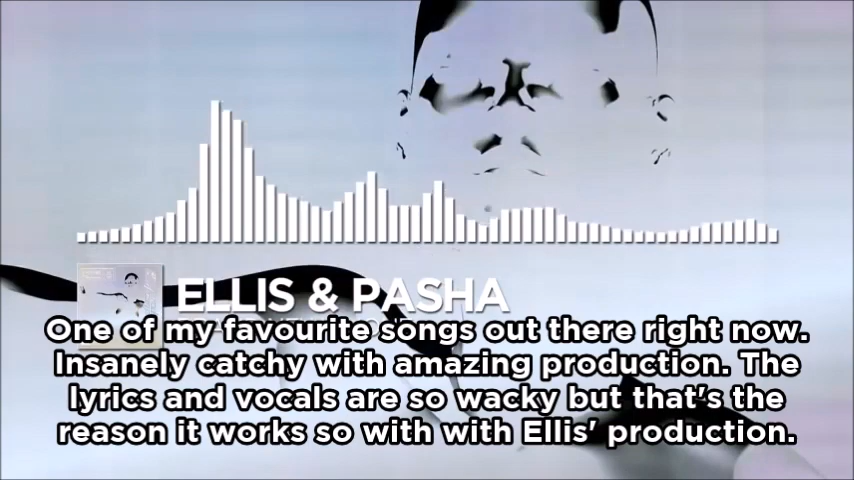 ELLIS & PASHA
One of my favourite songs out there right now.
Insanely catchy with amazing production. The
lyrics and vocals are so wacky but that's the
reason it works so with with Ellis' production.